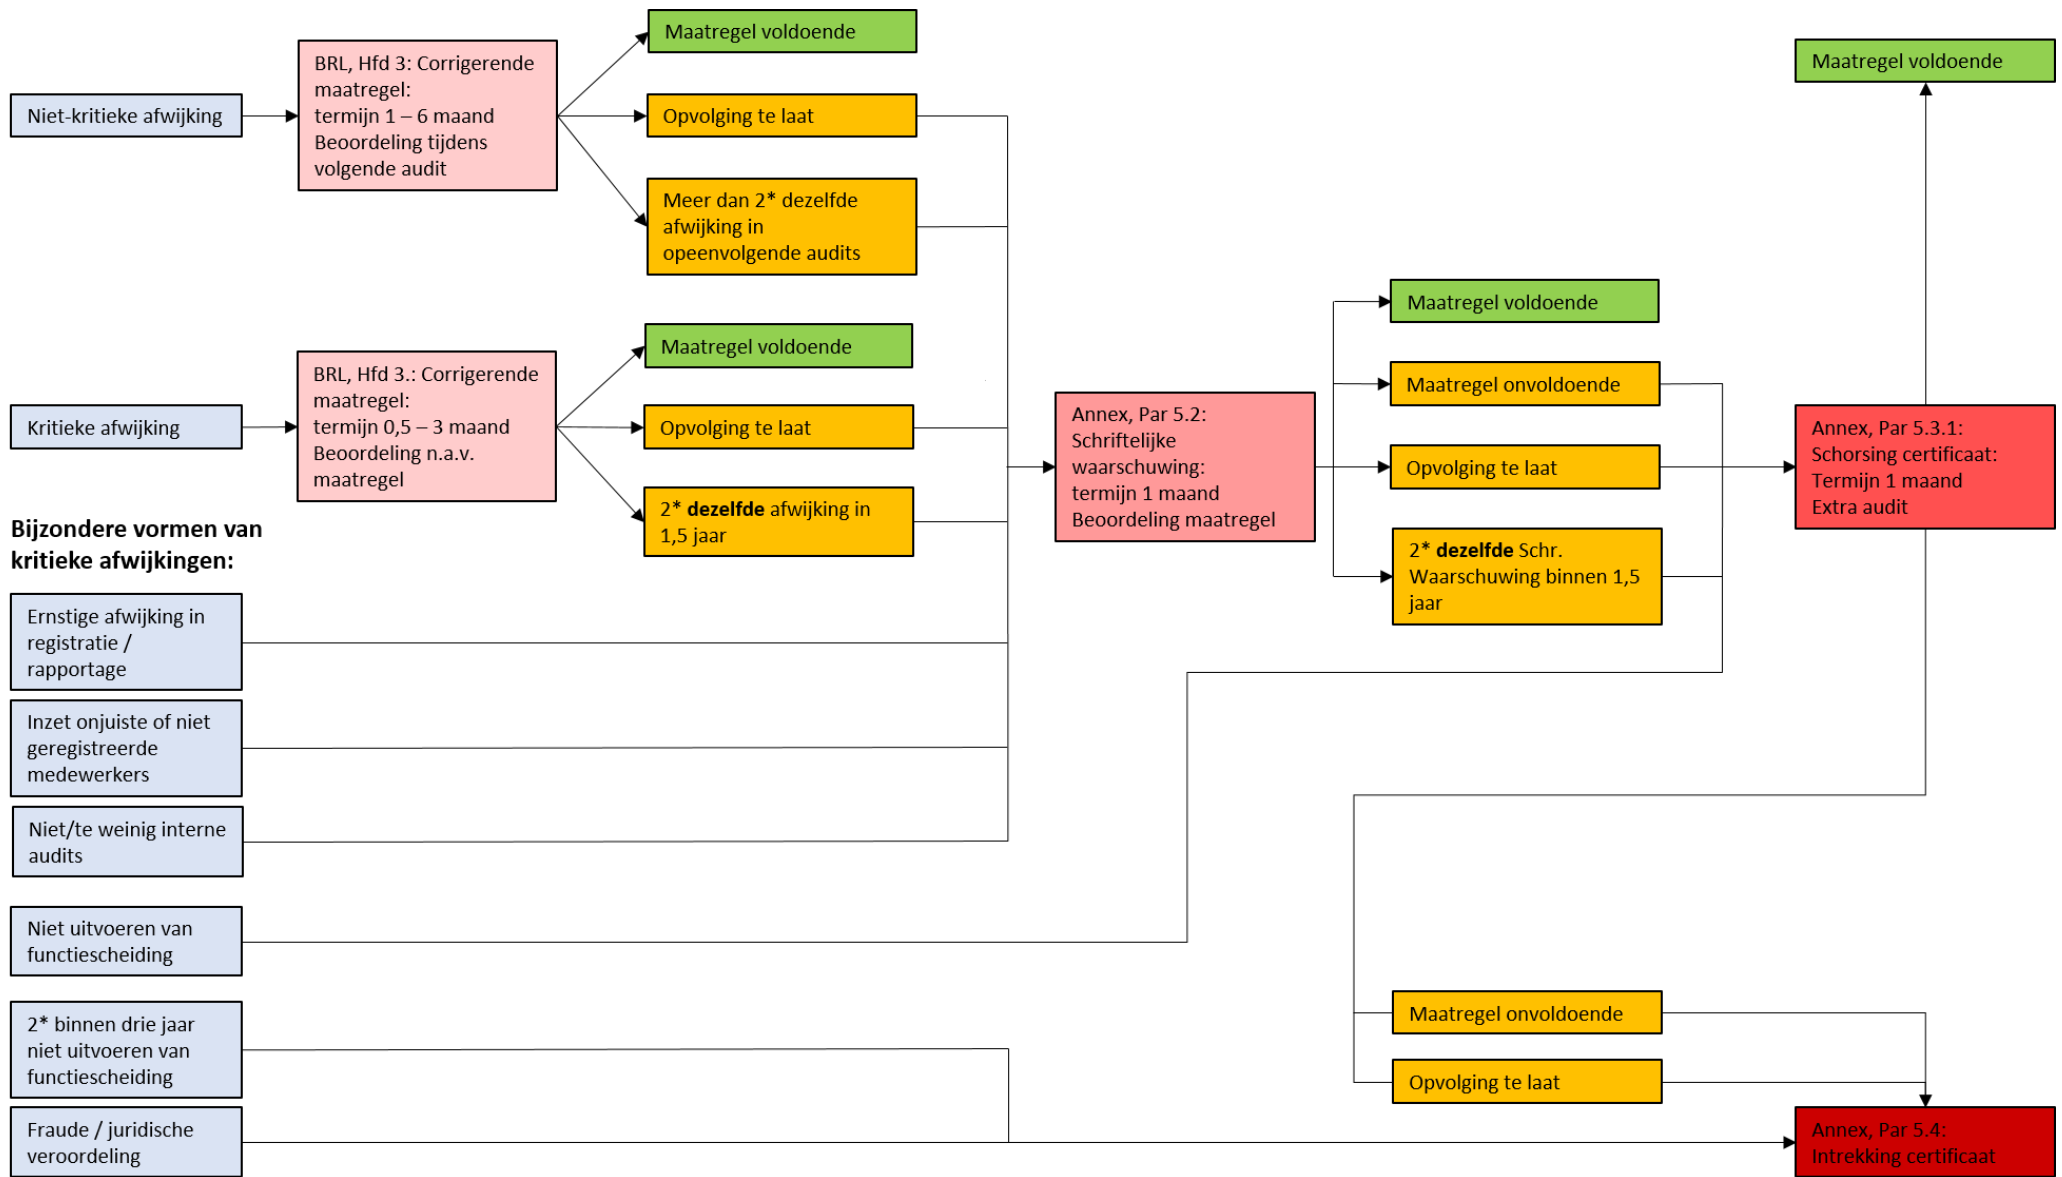 Niet-kritieke afwijking
BRL, Hfd 3: Corrigerende
maatregel:
termijn 1 – 6 maand
Beoordeling tijdens
volgende audit
Maatregel voldoende
Opvolging te laat
Meer dan 2* dezelfde
afwijking in
opeenvolgende audits
Kritieke afwijking
BRL, Hfd 3.: Corrigerende
maatregel:
termijn 0,5 – 3 maand
Beoordeling n.a.v.
maatregel
Maatregel voldoende
Opvolging te laat
2* dezelfde afwijking in
1,5 jaar
Bijzondere vormen van
kritieke afwijkingen:
Ernstige afwijking in
registratie /
rapportage
Inzet onjuiste of niet
geregistreerde
medewerkers
Niet/te weinig interne
audits
Niet uitvoeren van
functiescheiding
2* binnen drie jaar
niet uitvoeren van
functiescheiding
Fraude / juridische
veroordeling
Annex, Par 5.2:
Schriftelijke
waarschuwing:
termijn 1 maand
Beoordeling maatregel
Maatregel voldoende
Maatregel onvoldoende
Opvolging te laat
2* dezelfde Schr.
Waarschuwing binnen 1,5
jaar
Maatregel voldoende
Annex, Par 5.3.1:
Schorsing certificaat:
Termijn 1 maand
Extra audit
Maatregel onvoldoende
Opvolging te laat
Annex, Par 5.4:
Intrekking certificaat